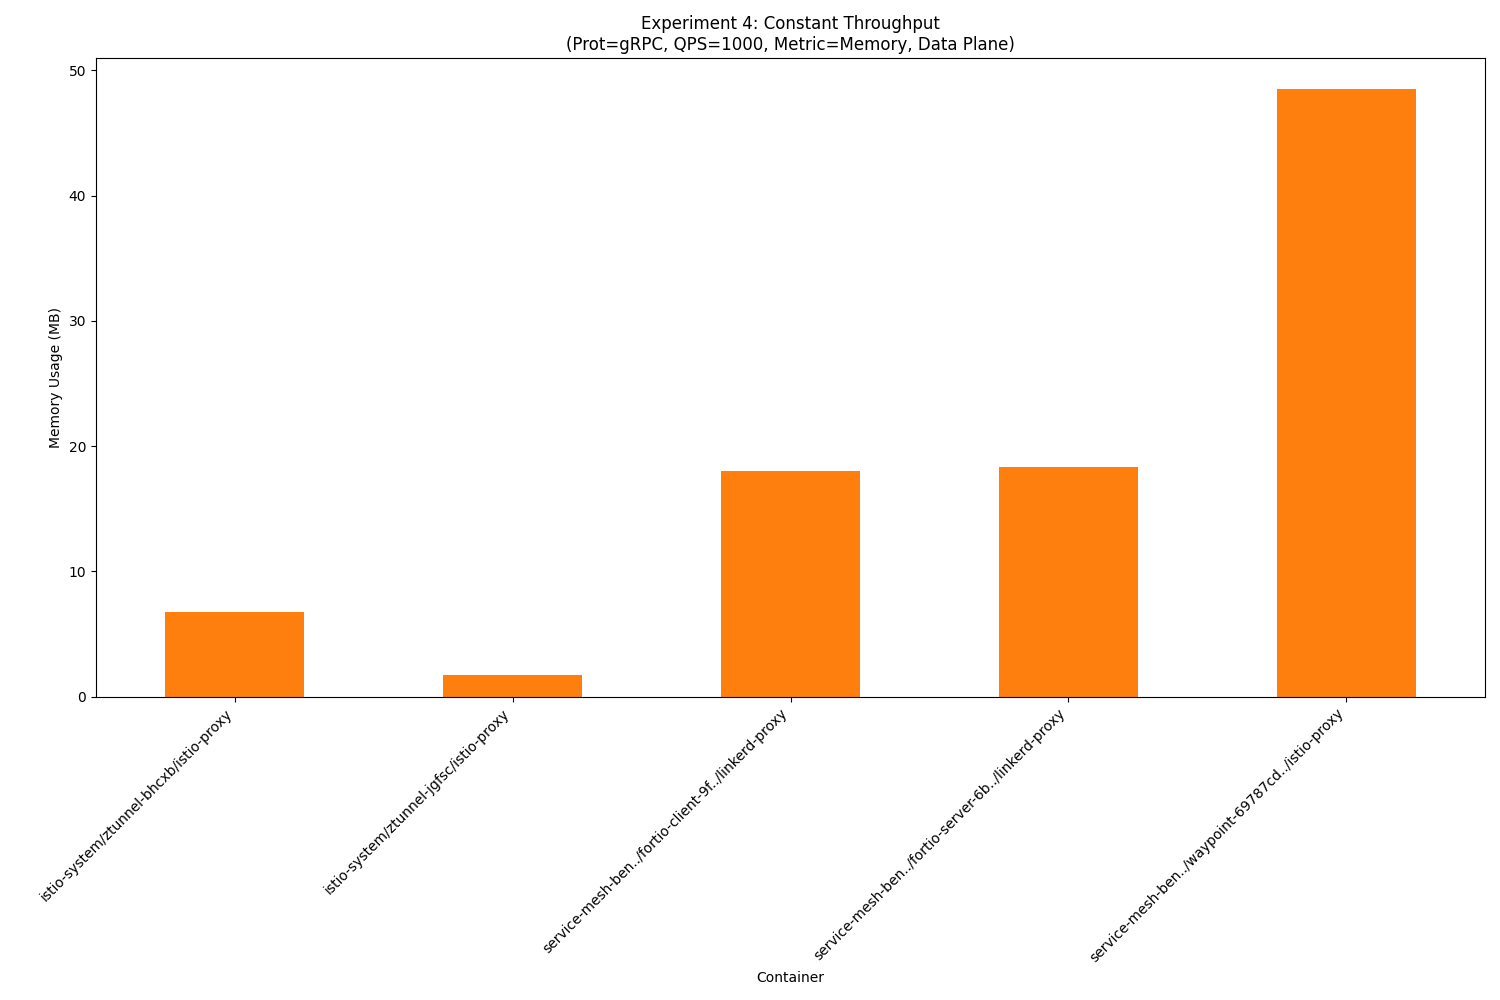 Experiment 4: Constant Throughput
(Prot=gRPC, QPS=1000, Metric=Memory, Data Plane)
50
40
30
20
10
0
Memory Usage (MB)
istio-system/ztunnel-bhcxb/istio-proxy
istio-system/ztunnel-jgfsc/istio-proxy
service-mesh-ben../fortio-client-9f../linkerd-proxy
service-mesh-ben../fortio-server-6b../linkerd-proxy
service-mesh-ben../waypoint-69787cd../istio-proxy
Container